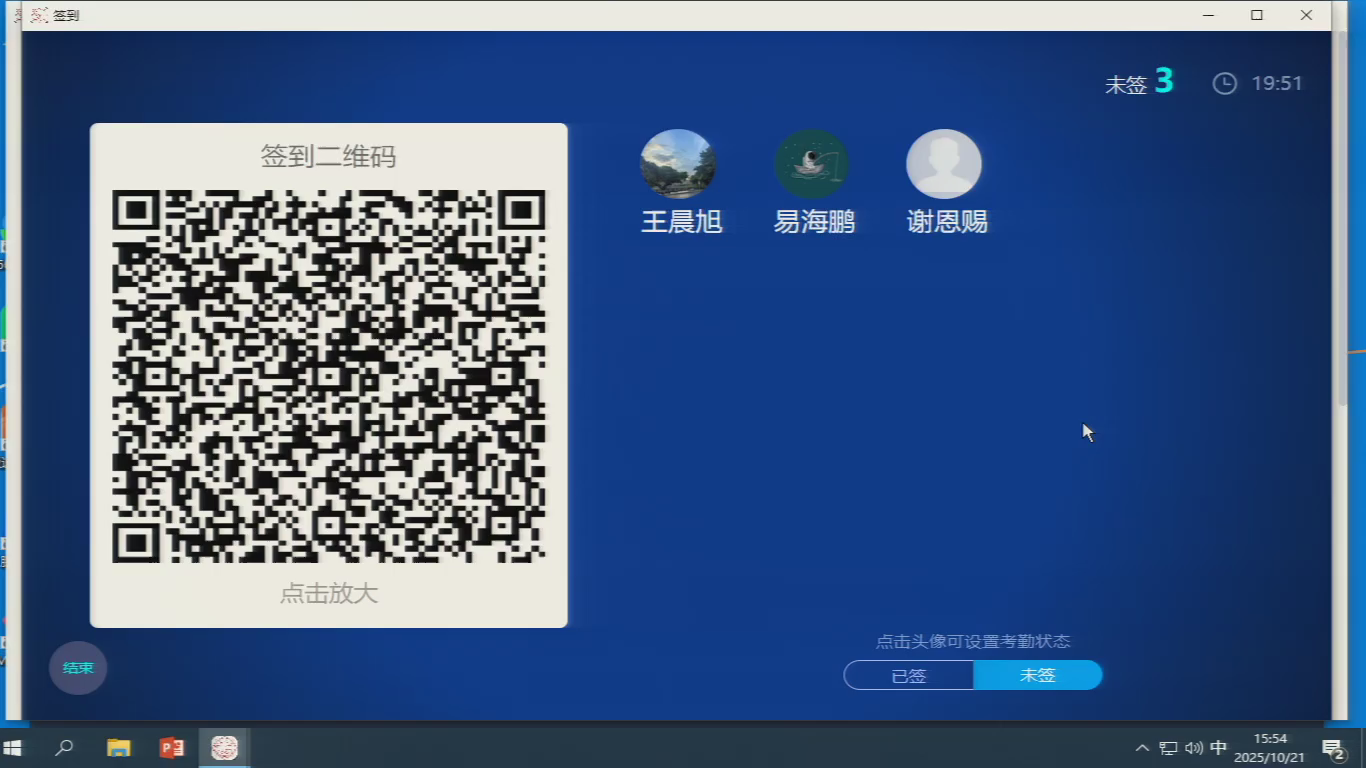 签到
未签 3 19:51
签到二维码
王晨旭 易海鹏 谢恩赐
点击放大
点击头像可设置考勤状态
结束
已签 未签
中
15:54
2025/10/21
2